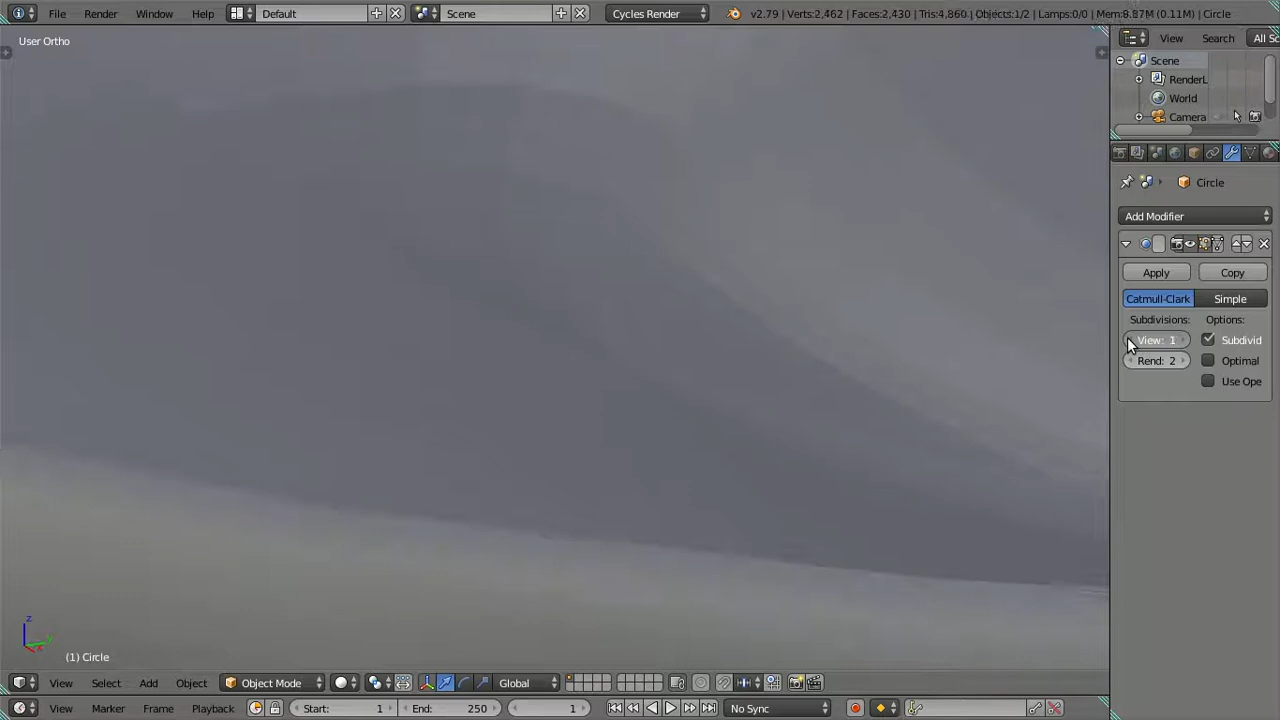 File Render Window Help Default Scene Cycles Render v2.79 | Verts:2,462 | Faces:2,430 | Tris:4,860 | Objects:1/2 | Lamps:0/0 | Mem:8.87M (0.11M) | Circle
User Ortho
View Search All Sc
Scene
RenderL
World
Camera
Circle
Add Modifier
Apply Copy
Catmull-Clark Simple
Subdivisions: Options:
View: 1 Subdivid
Rend: 2 Optimal
Use Ope
z
y
x
(1) Circle
View Select Add Object Object Mode Global
View Marker Frame Playback Start: 1 End: 250 1 No Sync